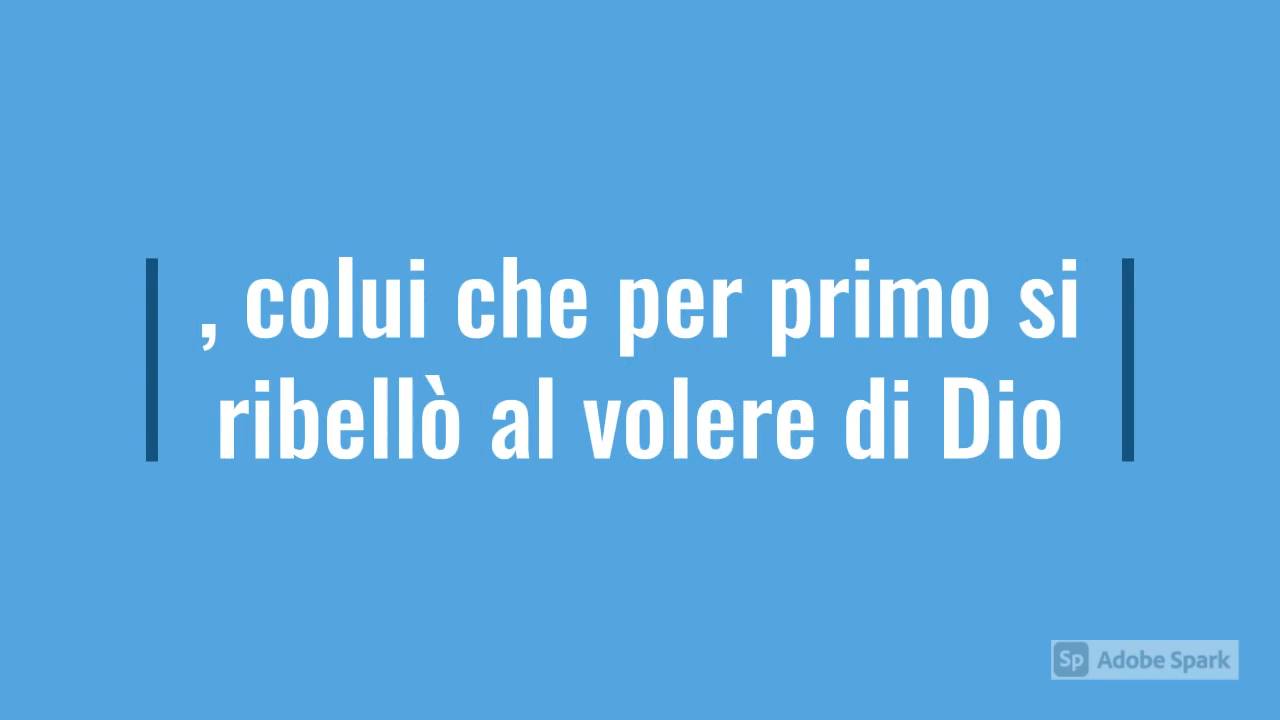 , colui che per primo si
ribellò al volere di Dio
Sp Adobe Spark